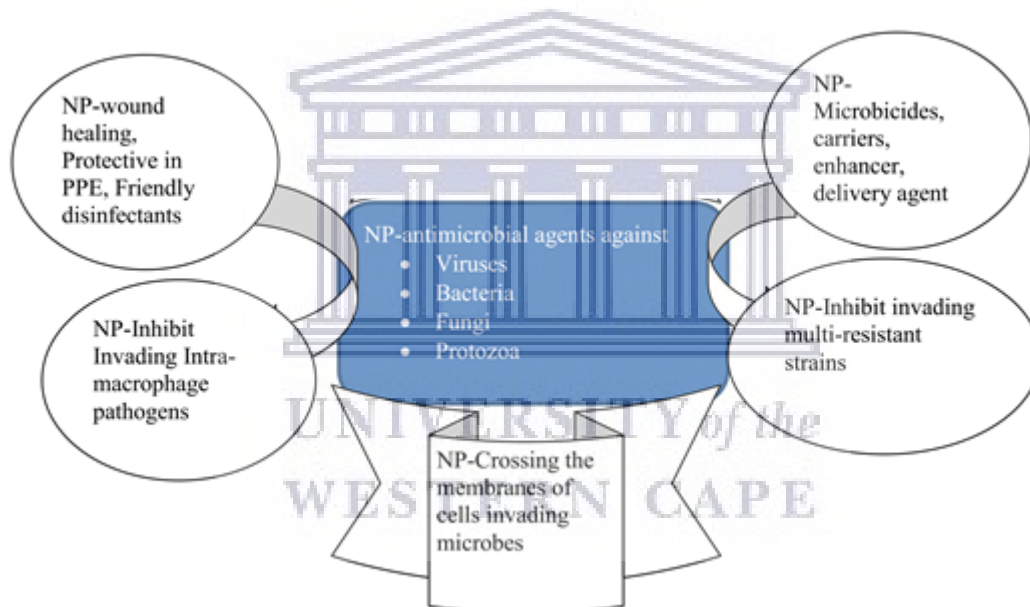 NP-wound
healing,
Protective in
PPE, Friendly
disinfectants
NP-
Microbicides,
carriers,
enhancer,
delivery agent
NP-antimicrobial agents against
• Viruses
• Bacteria
• Fungi
• Protozoa
NP-Inhibit
Invading Intra-
macrophage
pathogens
NP-Inhibit invading
multi-resistant
strains
UNIVERSITY of the
WESTERN CAPE
NP-Crossing the
membranes of
cells invading
microbes